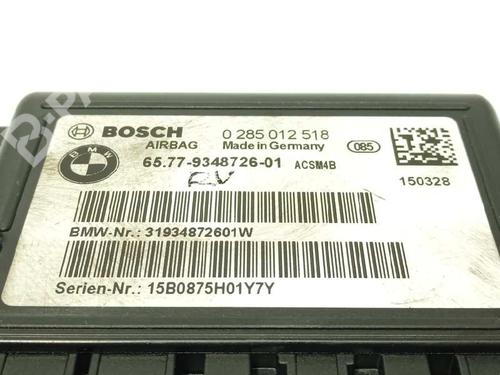 BOSCH
0 285 012 518
AIRBAG
Made in Germany
085
BMW
65.77-9348726-01
ACSM4B
150328
BMW-Nr.: 31934872601W
Serien-Nr.: 15B0875H01Y7Y